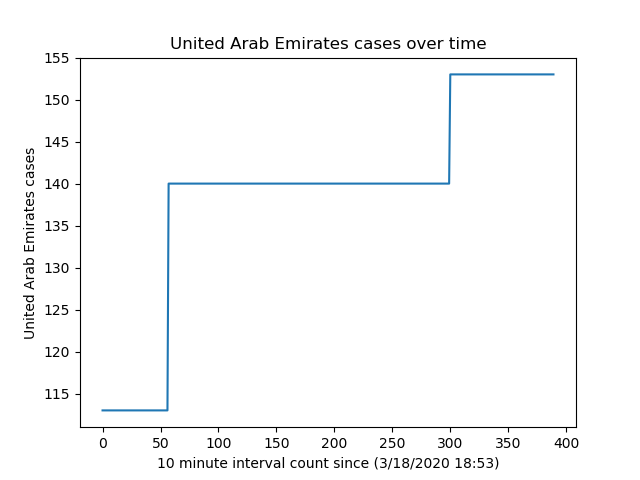 United Arab Emirates cases over time
155
150
145
140
135
130
125
120
115
United Arab Emirates cases
0 50 100 150 200 250 300 350 400
10 minute interval count since (3/18/2020 18:53)